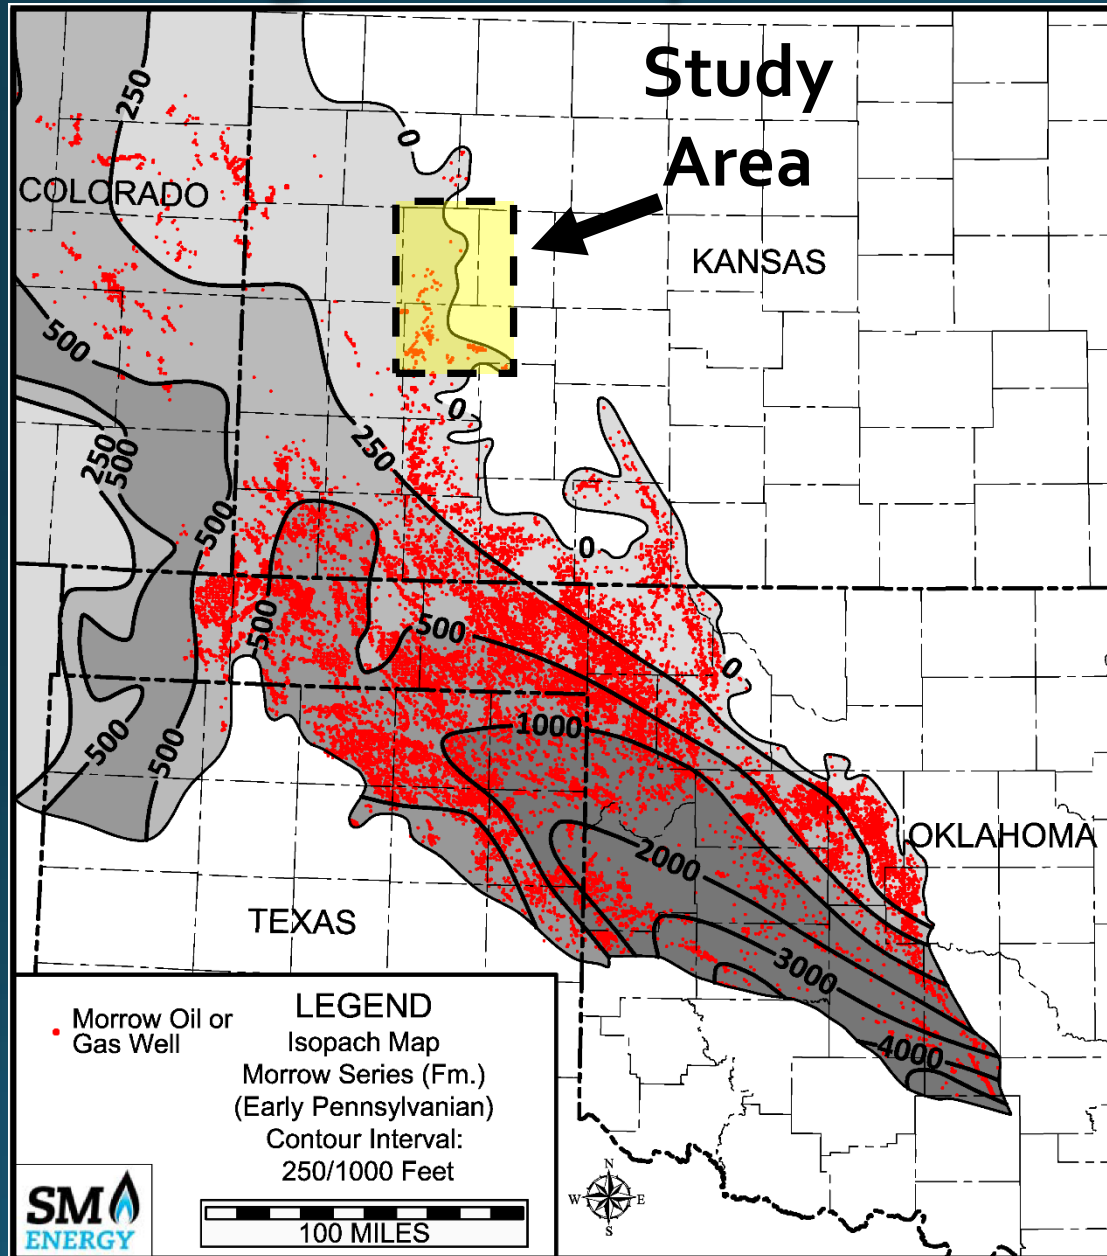 Study
Area
250
0
COLORADO
KANSAS
500
0
250
250
500
500
0
500
500
0
1000
500
500
2000
OKLAHOMA
TEXAS
3000
4000
Morrow Oil or
Gas Well
LEGEND
Isopach Map
Morrow Series (Fm.)
(Early Pennsylvanian)
Contour Interval:
250/1000 Feet
100 MILES
N
W
E
S
SM
ENERGY